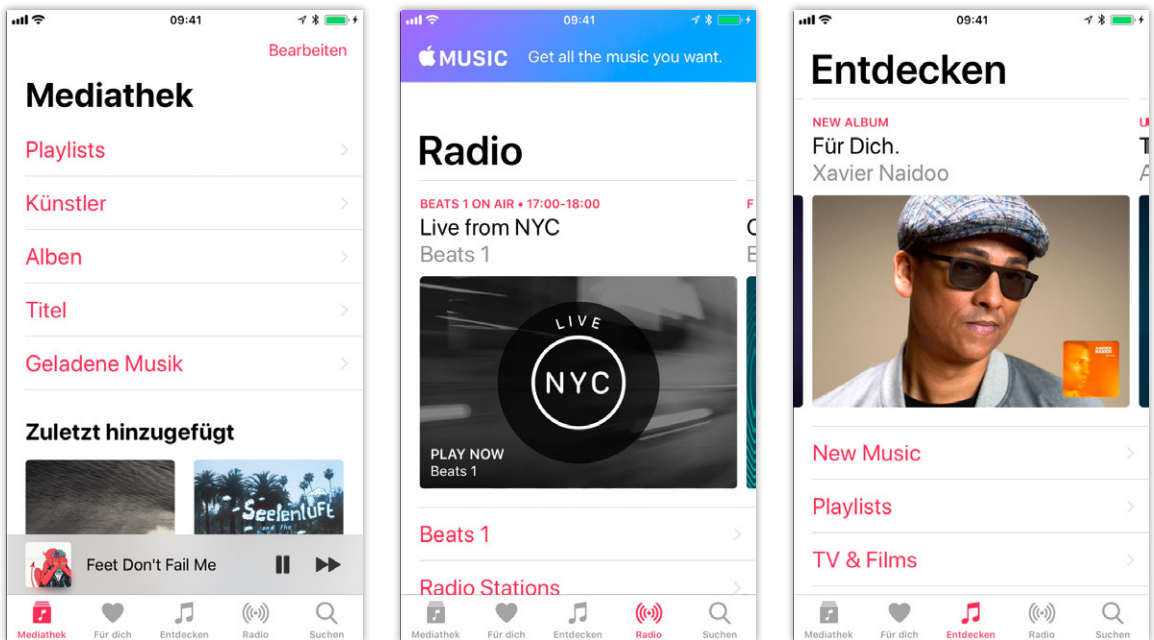 09:41
Bearbeiten
Mediathek
Playlists
Künstler
Alben
Titel
Geladene Musik
Zuletzt hinzugefügt
Seelenluft
and the
Feet Don't Fail Me
Mediathek Für dich Entdecken Radio Suchen
09:41
MUSIC Get all the music you want.
Radio
BEATS 1 ON AIR • 17:00-18:00
Live from NYC
Beats 1
F
LIVE
NYC
PLAY NOW
Beats 1
Beats 1
Radio Stations
Mediathek Für dich Entdecken Radio Suchen
09:41
Entdecken
NEW ALBUM
Für Dich.
Xavier Naidoo
XAVIER
NAIDOO
New Music
Playlists
TV & Films
Mediathek Für dich Entdecken Radio Suchen